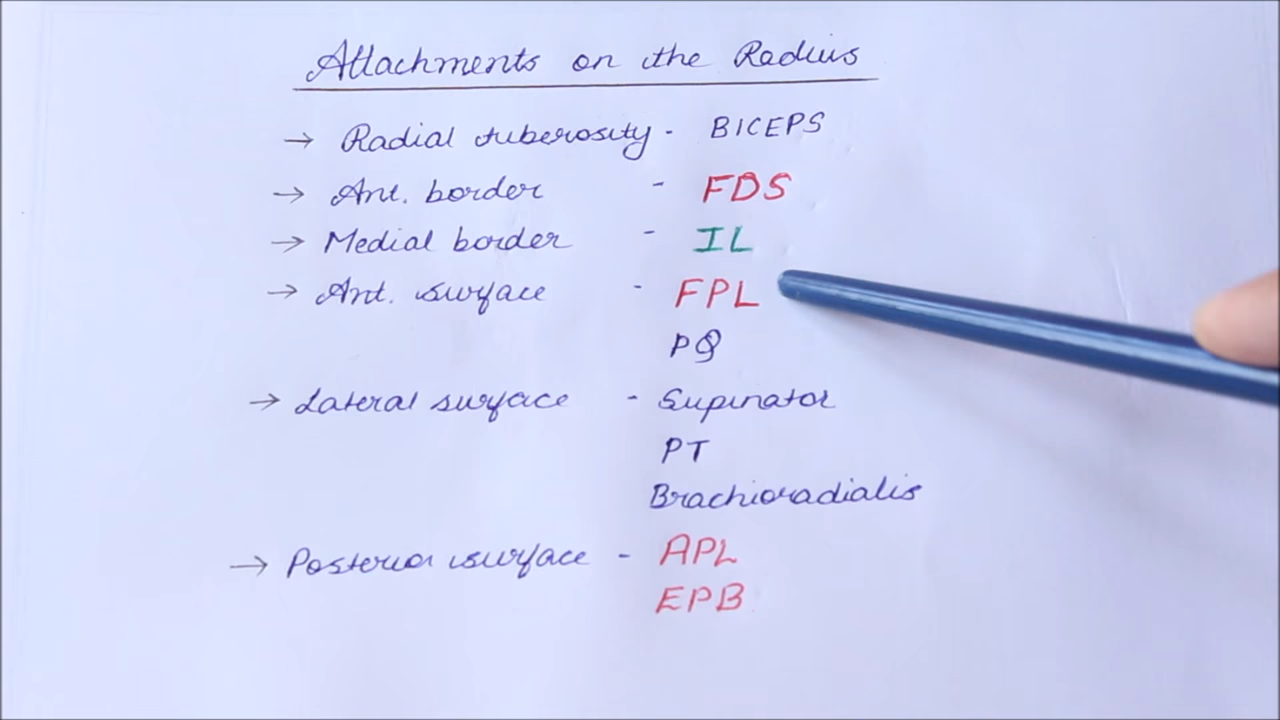 Attachments on the Radius
→ Radial tuberosity - BICEPS
→ Ant. border - FDS
→ Medial border - IL
→ Ant. surface - FPL
PQ
→ Lateral surface - Supinator
PT
Brachioradialis
→ Posterior surface - APL
EPB